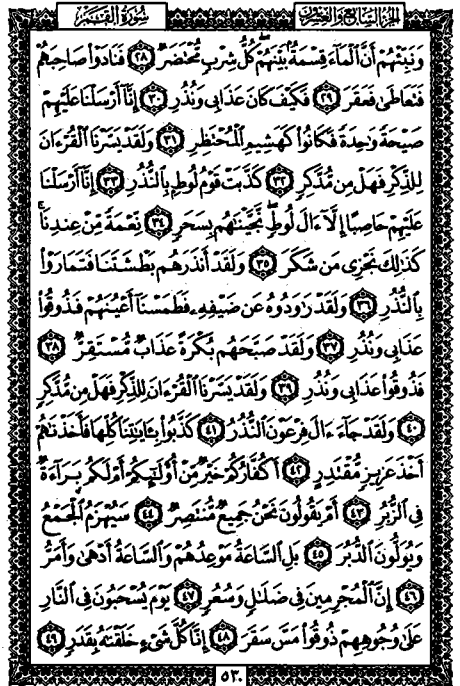 الجزء السابع والعشرون سورة القمر
وَنَبِّئْهُمْ أَنَّ ٱلْمَآءَ قِسْمَةٌۢ بَيْنَهُمْ ۖ كُلُّ شِرْبٍ مُّحْتَضَرٌ ٢٨ فَنَادَوْا۟ صَاحِبَهُمْ
فَتَعَاطَىٰ فَعَقَرَ ٢٩ فَكَيْفَ كَانَ عَذَابِى وَنُذُرِ ٣٠ إِنَّآ أَرْسَلْنَا عَلَيْهِمْ
صَيْحَةً وَٰحِدَةً فَكَانُوا۟ كَهَشِيمِ ٱلْمُحْتَظِرِ ٣١ وَلَقَدْ يَسَّرْنَا ٱلْقُرْءَانَ
لِلذِّكْرِ فَهَلْ مِن مُّدَّكِرٍ ٣٢ كَذَّبَتْ قَوْمُ لُوطٍۭ بِٱلنُّذُرِ ٣٣ إِنَّآ أَرْسَلْنَا
عَلَيْهِمْ حَاصِبًا إِلَّآ ءَالَ لُوطٍ ۖ نَّجَّيْنَٰهُم بِسَحَرٍ ٣٤ نِّعْمَةً مِّنْ عِندِنَا ۚ
كَذَٰلِكَ نَجْزِى مَن شَكَرَ ٣٥ وَلَقَدْ أَنذَرَهُم بَطْشَتَنَا فَتَمَارَوْا۟
بِٱلنُّذُرِ ٣٦ وَلَقَدْ رَٰوَدُوهُ عَن ضَيْفِهِۦ فَطَمَسْنَآ أَعْيُنَهُمْ فَذُوقُوا۟
عَذَابِى وَنُذُرِ ٣٧ وَلَقَدْ صَبَّحَهُم بُكْرَةً عَذَابٌ مُّسْتَقِرٌّ ٣٨
فَذُوقُوا۟ عَذَابِى وَنُذُرِ ٣٩ وَلَقَدْ يَسَّرْنَا ٱلْقُرْءَانَ لِلذِّكْرِ فَهَلْ مِن مُّدَّكِرٍ
٤٠ وَلَقَدْ جَآءَ ءَالَ فِرْعَوْنَ ٱلنُّذُرُ ٤١ كَذَّبُوا۟ بِـَٔايَٰتِنَا كُلِّهَا فَأَخَذْنَٰهُمْ
أَخْذَ عَزِيزٍ مُّقْتَدِرٍ ٤٢ أَكُفَّارُكُمْ خَيْرٌ مِّنْ أُو۟لَٰٓئِكُمْ أَمْ لَكُم بَرَآءَةٌ
فِى ٱلزُّبُرِ ٤٣ أَمْ يَقُولُونَ نَحْنُ جَمِيعٌ مُّنتَصِرٌ ٤٤ سَيُهْزَمُ ٱلْجَمْعُ
وَيُوَلُّونَ ٱلدُّبُرَ ٤٥ بَلِ ٱلسَّاعَةُ مَوْعِدُهُمْ وَٱلسَّاعَةُ أَدْهَىٰ وَأَمَرُّ
٤٦ إِنَّ ٱلْمُجْرِمِينَ فِى ضَلَٰلٍ وَسُعُرٍ ٤٧ يَوْمَ يُسْحَبُونَ فِى ٱلنَّارِ
عَلَىٰ وُجُوهِهِمْ ذُوقُوا۟ مَسَّ سَقَرَ ٤٨ إِنَّا كُلَّ شَىْءٍ خَلَقْنَٰهُ بِقَدَرٍ ٤٩
٥٣٠